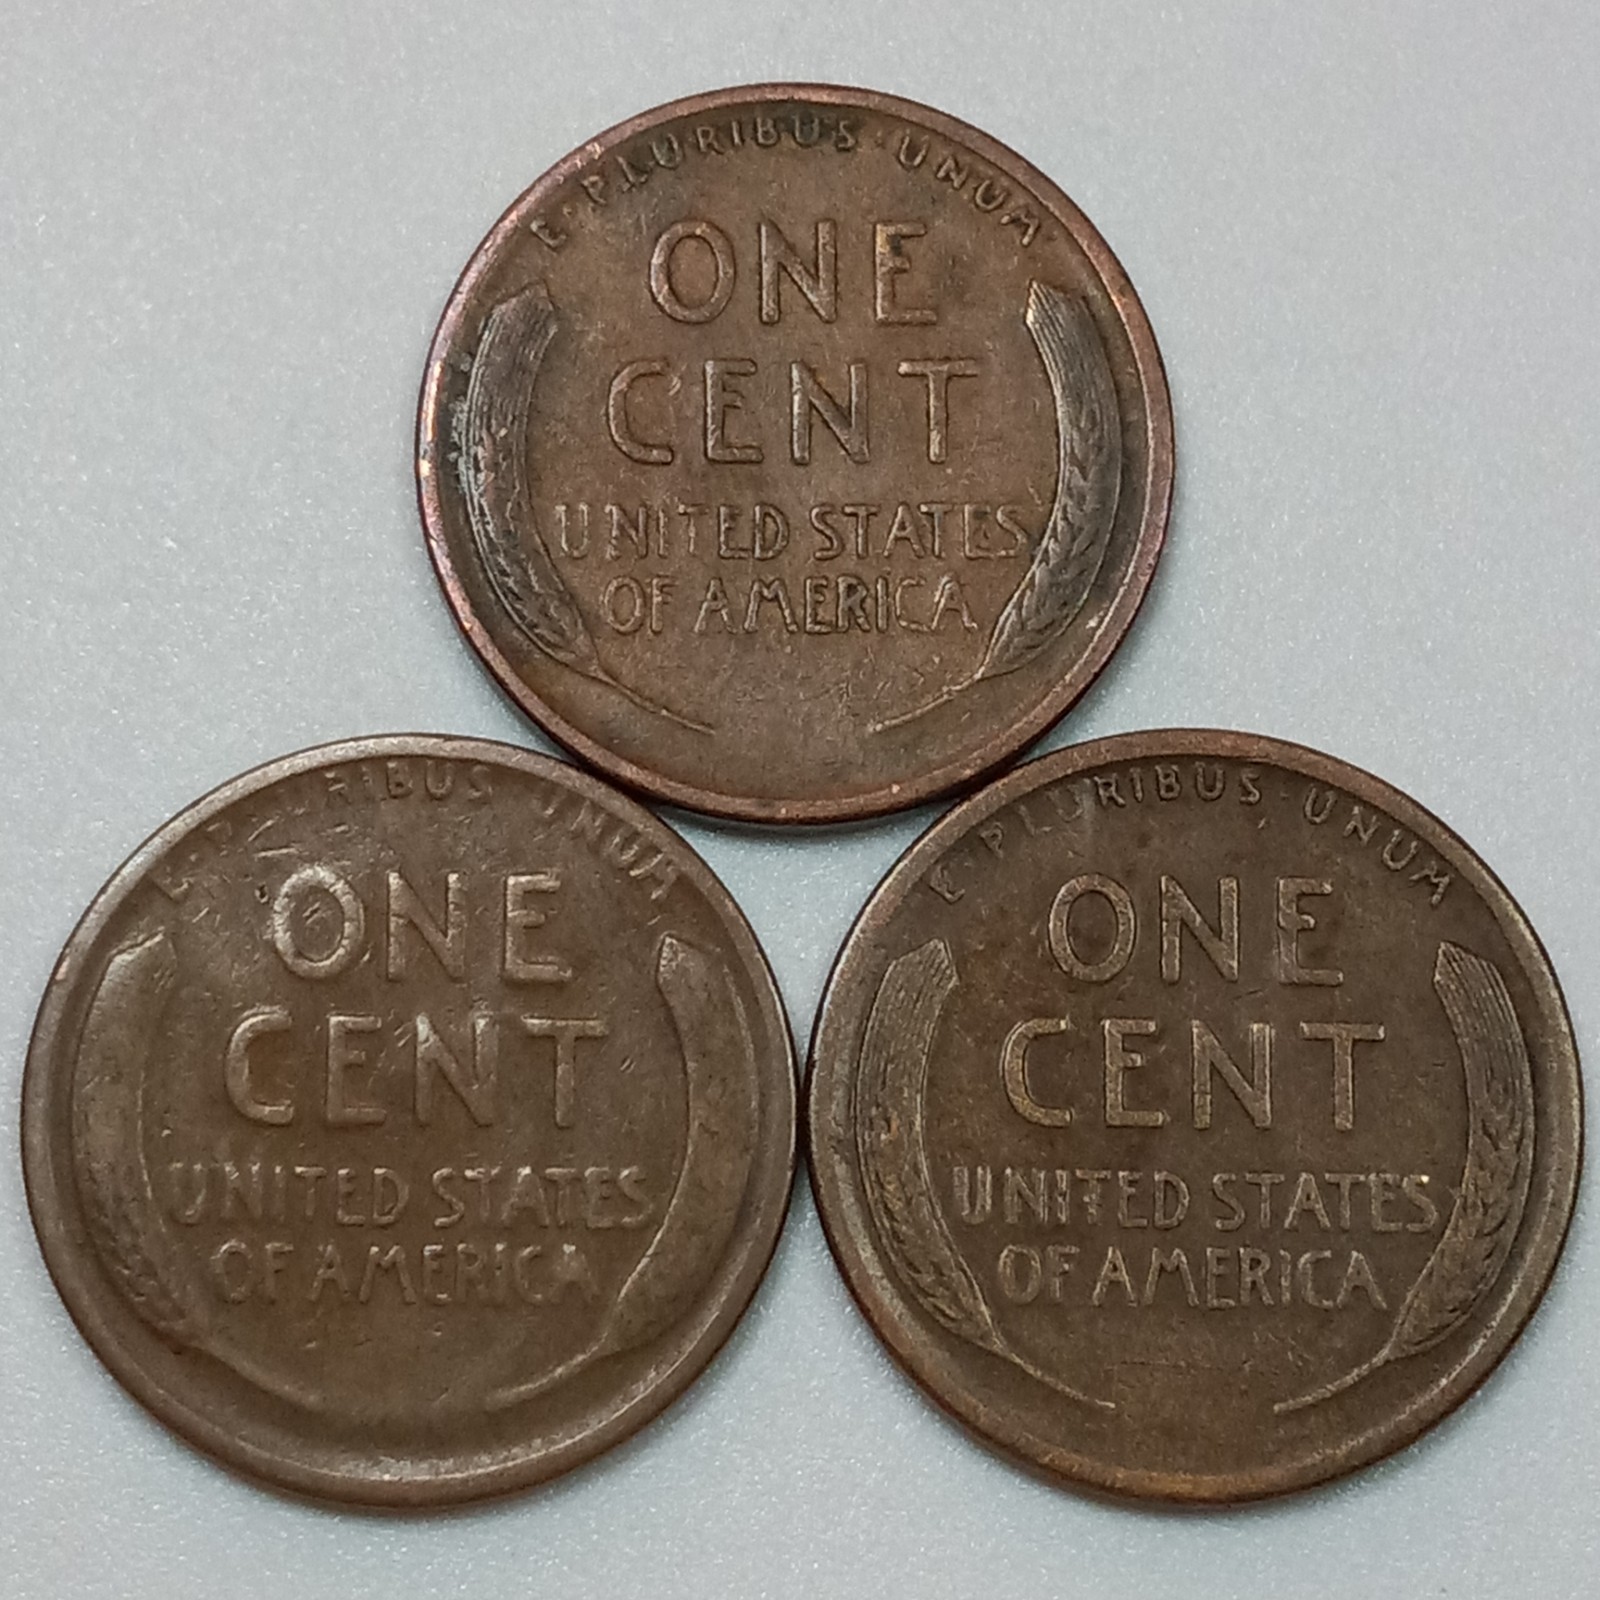 E·PLURIBUS·UNUM
ONE
CENT
UNITED STATES
OF AMERICA
E·PLURIBUS UNUM
ONE
CENT
UNITED STATES
OF AMERICA
E·PLURIBUS·UNUM
ONE
CENT
UNITED STATES
OF AMERICA